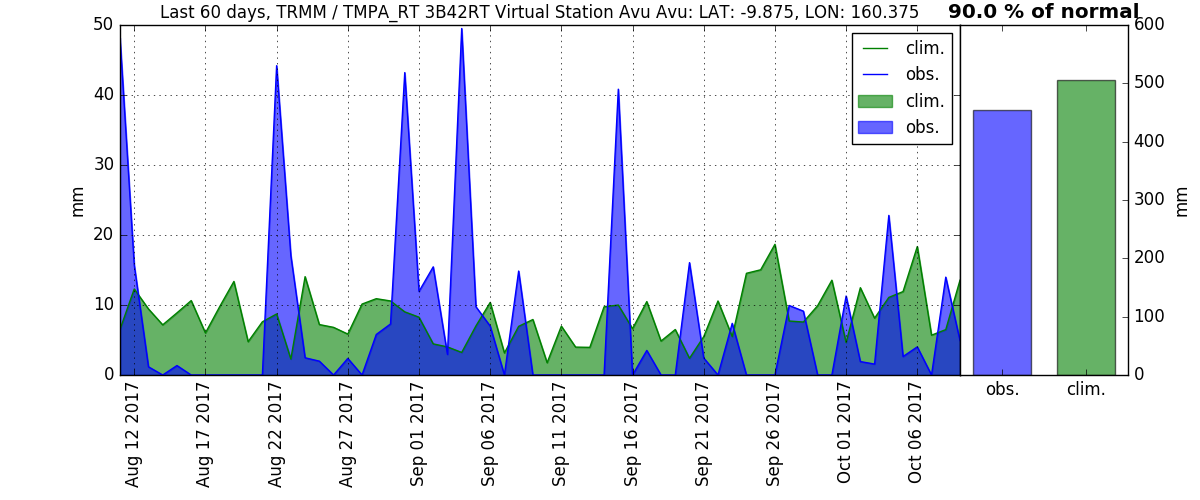 Last 60 days, TRMM / TMPA_RT 3B42RT Virtual Station Avu Avu: LAT: -9.875, LON: 160.375
90.0 % of normal
50
40
30
20
10
0
mm
clim.
obs.
clim.
obs.
600
500
400
300
200
100
0
mm
Aug 12 2017
Aug 17 2017
Aug 22 2017
Aug 27 2017
Sep 01 2017
Sep 06 2017
Sep 11 2017
Sep 16 2017
Sep 21 2017
Sep 26 2017
Oct 01 2017
Oct 06 2017
obs.
clim.